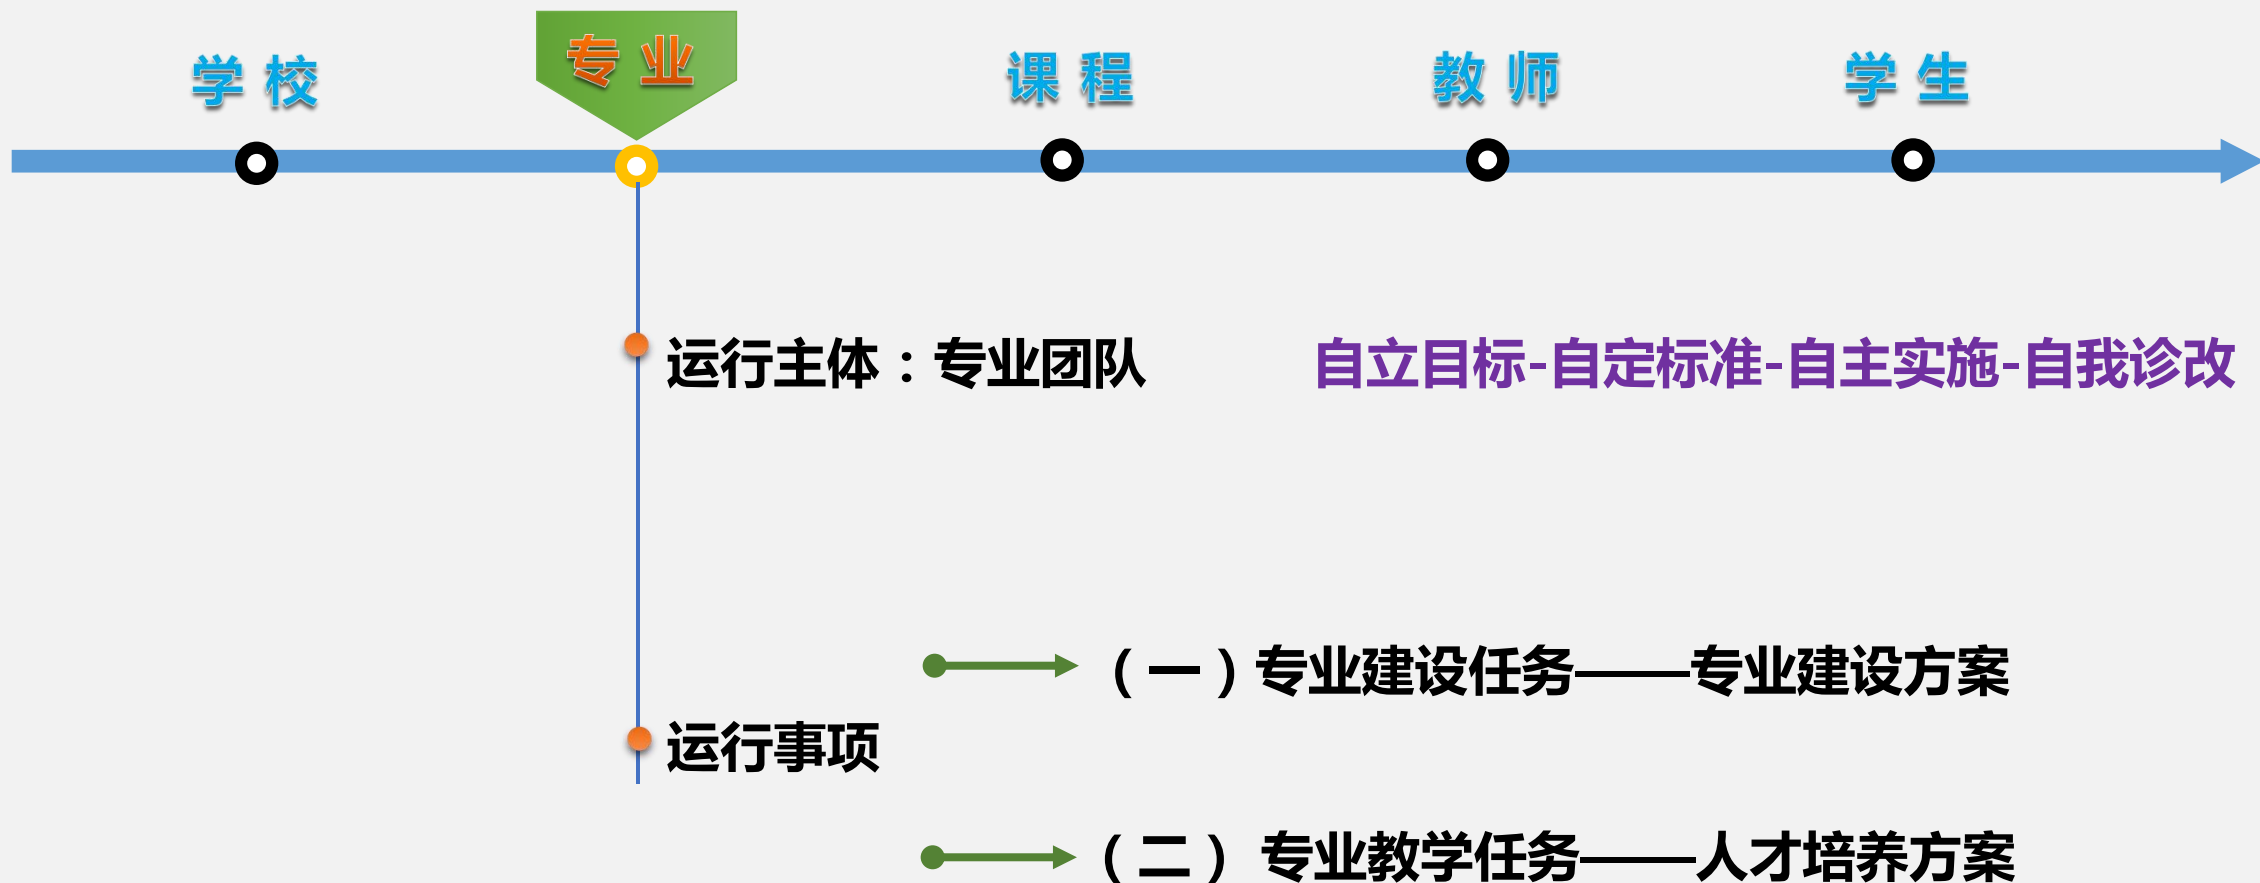 学校
专业
课程
教师
学生
运行主体：专业团队
自立目标-自定标准-自主实施-自我诊改
（一）专业建设任务——专业建设方案
运行事项
（二）专业教学任务——人才培养方案